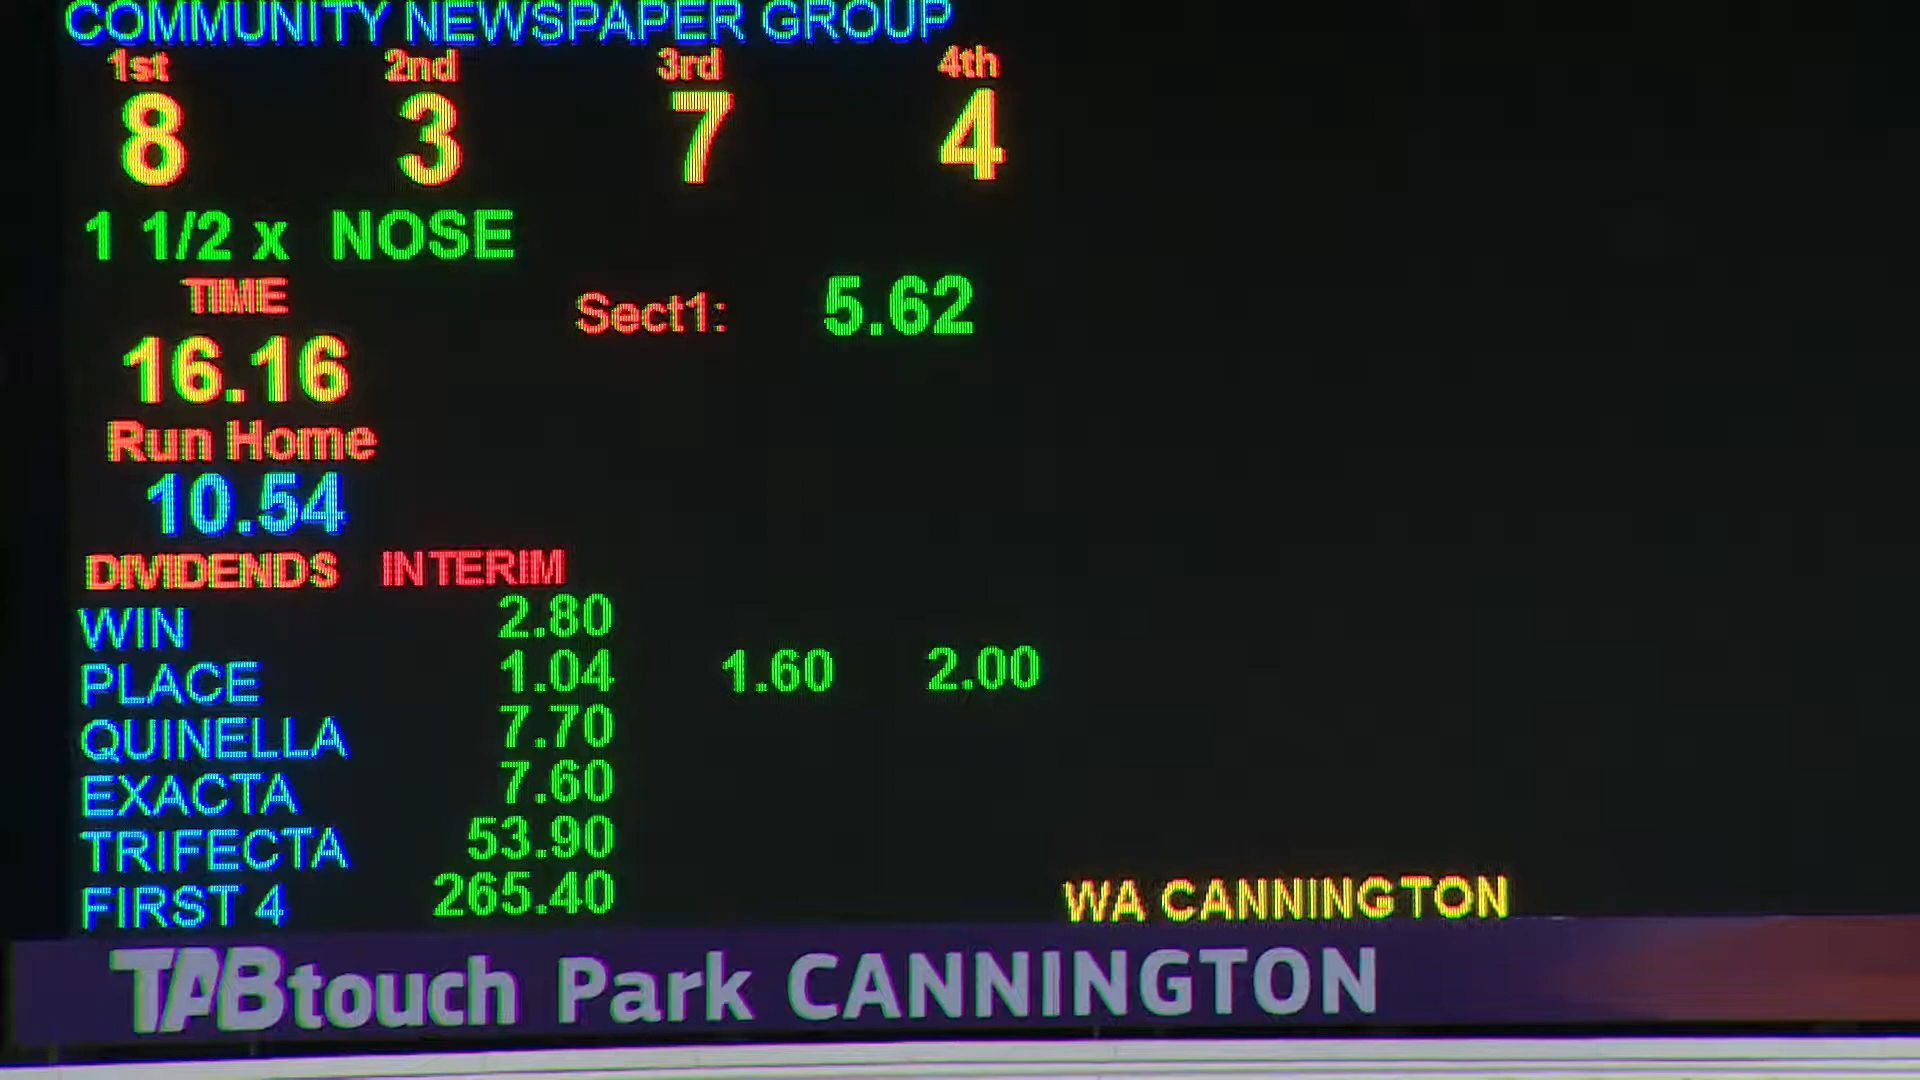 COMMUNITY NEWSPAPER GROUP
1st 2nd 3rd 4th
8 3 7 4
1 1/2 x NOSE
TIME Sect1: 5.62
16.16
Run Home
10.54
DIVIDENDS INTERIM
WIN 2.80
PLACE 1.04 1.60 2.00
QUINELLA 7.70
EXACTA 7.60
TRIFECTA 53.90
FIRST 4 265.40
WA CANNINGTON
TABtouch Park CANNINGTON